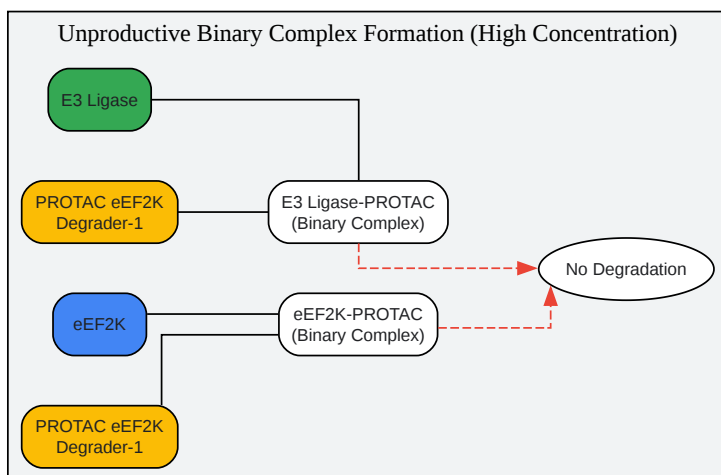 Unproductive Binary Complex Formation (High Concentration)
E3 Ligase
PROTAC eEF2K
Degrader-1
E3 Ligase-PROTAC
(Binary Complex)
No Degradation
eEF2K
eEF2K-PROTAC
(Binary Complex)
PROTAC eEF2K
Degrader-1